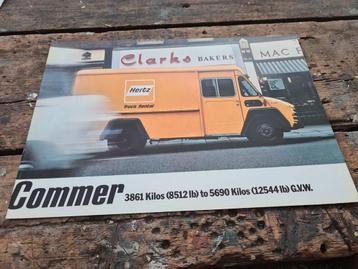 Clarks BAKERS
MAC F
Hertz
Truck Rental
Commer 3861 Kilos (8512 lb) to 5690 Kilos (12544 lb) G.V.W.